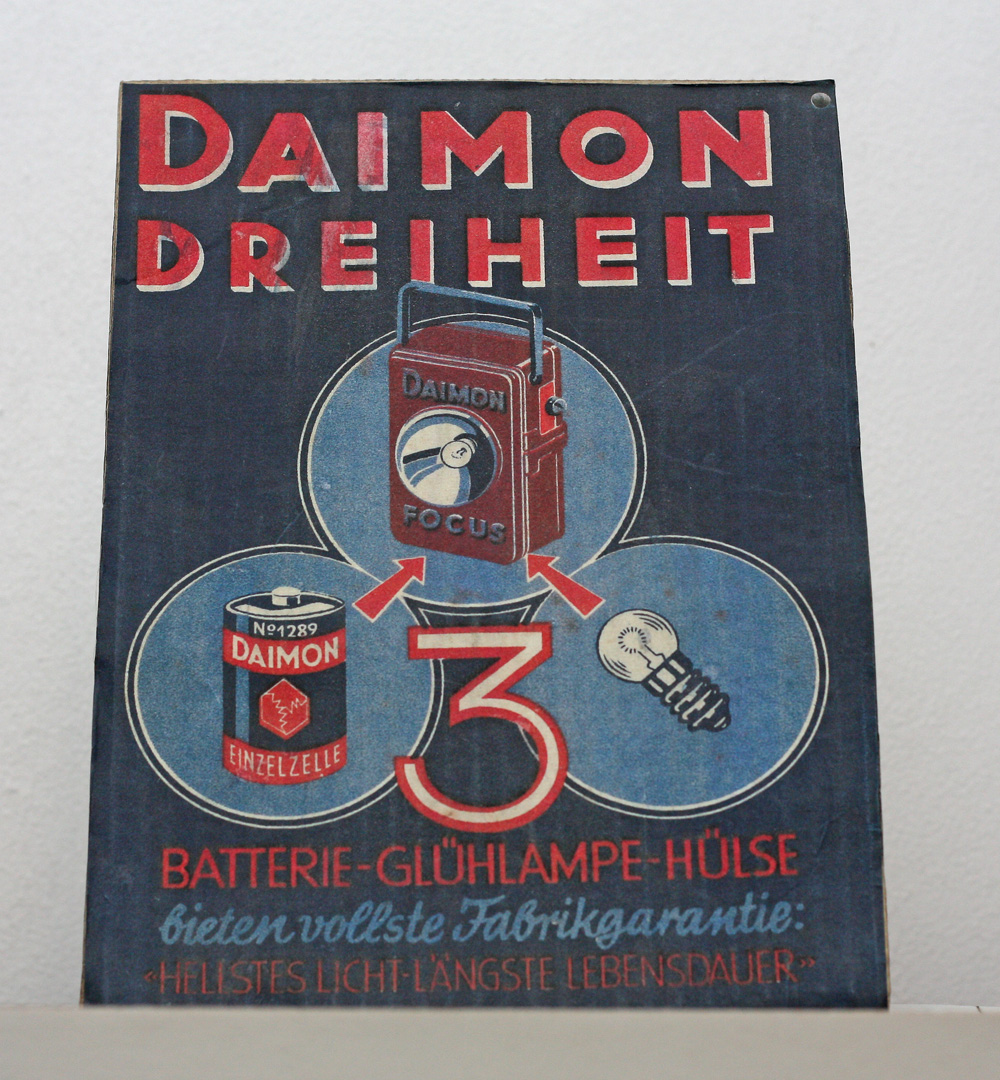 DAIMON
DREIHEIT
DAIMON
FOCUS
Nº1289
DAIMON
EINZELZELLE
3
BATTERIE-GLÜHLAMPE-HÜLSE
bieten vollste Fabrikgarantie:
«HELLSTES LICHT-LÄNGSTE LEBENSDAUER»